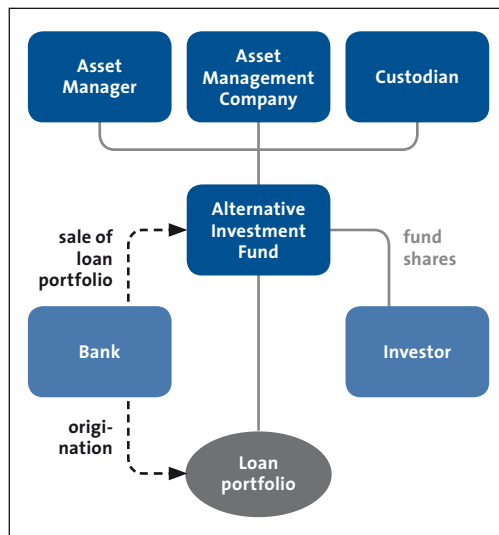 Asset
Manager
Asset
Management
Company
Custodian
sale of
loan
portfolio
Alternative
Investment
Fund
fund
shares
Bank
Investor
origi-
nation
Loan
portfolio